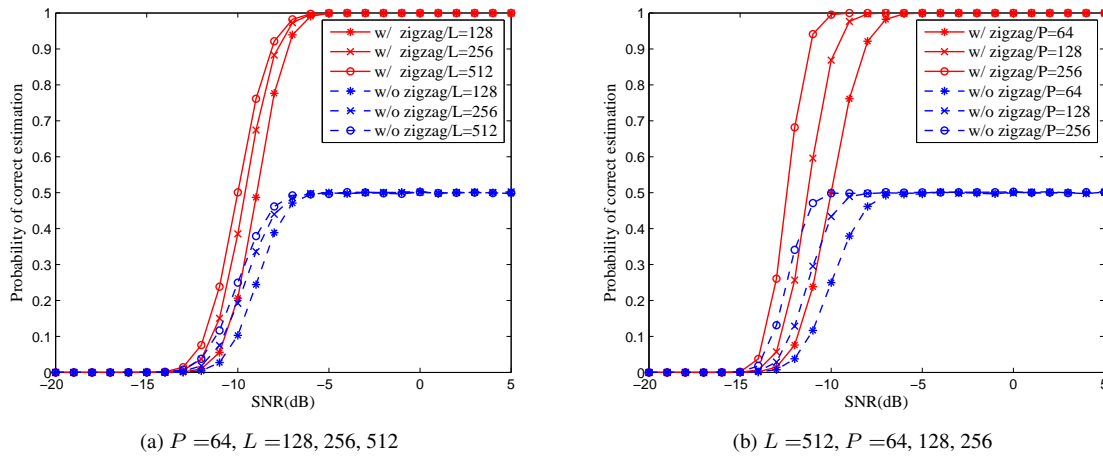 1
0.9
0.8
0.7
0.6
0.5
0.4
0.3
0.2
0.1
0
Probability of correct estimation
w/ zigzag/L=128
w/ zigzag/L=256
w/ zigzag/L=512
w/o zigzag/L=128
w/o zigzag/L=256
w/o zigzag/L=512
−20 −15 −10 −5 0 5
SNR(dB)
(a) P =64, L =128, 256, 512
1
0.9
0.8
0.7
0.6
0.5
0.4
0.3
0.2
0.1
0
Probability of correct estimation
w/ zigzag/P=64
w/ zigzag/P=128
w/ zigzag/P=256
w/o zigzag/P=64
w/o zigzag/P=128
w/o zigzag/P=256
−20 −15 −10 −5 0 5
SNR(dB)
(b) L =512, P =64, 128, 256